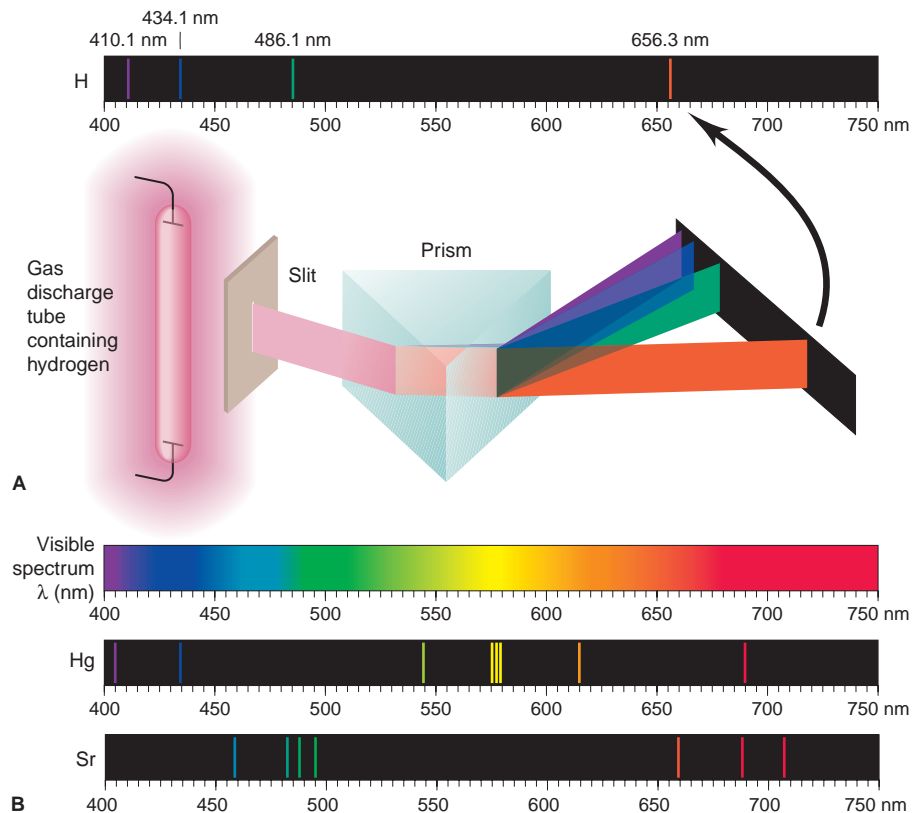 434.1 nm
410.1 nm | 486.1 nm 656.3 nm
H
400 450 500 550 600 650 700 750 nm
Gas
discharge
tube
containing
hydrogen
Slit
Prism
A
Visible
spectrum
λ (nm)
400 450 500 550 600 650 700 750 nm
Hg
400 450 500 550 600 650 700 750 nm
Sr
B
400 450 500 550 600 650 700 750 nm